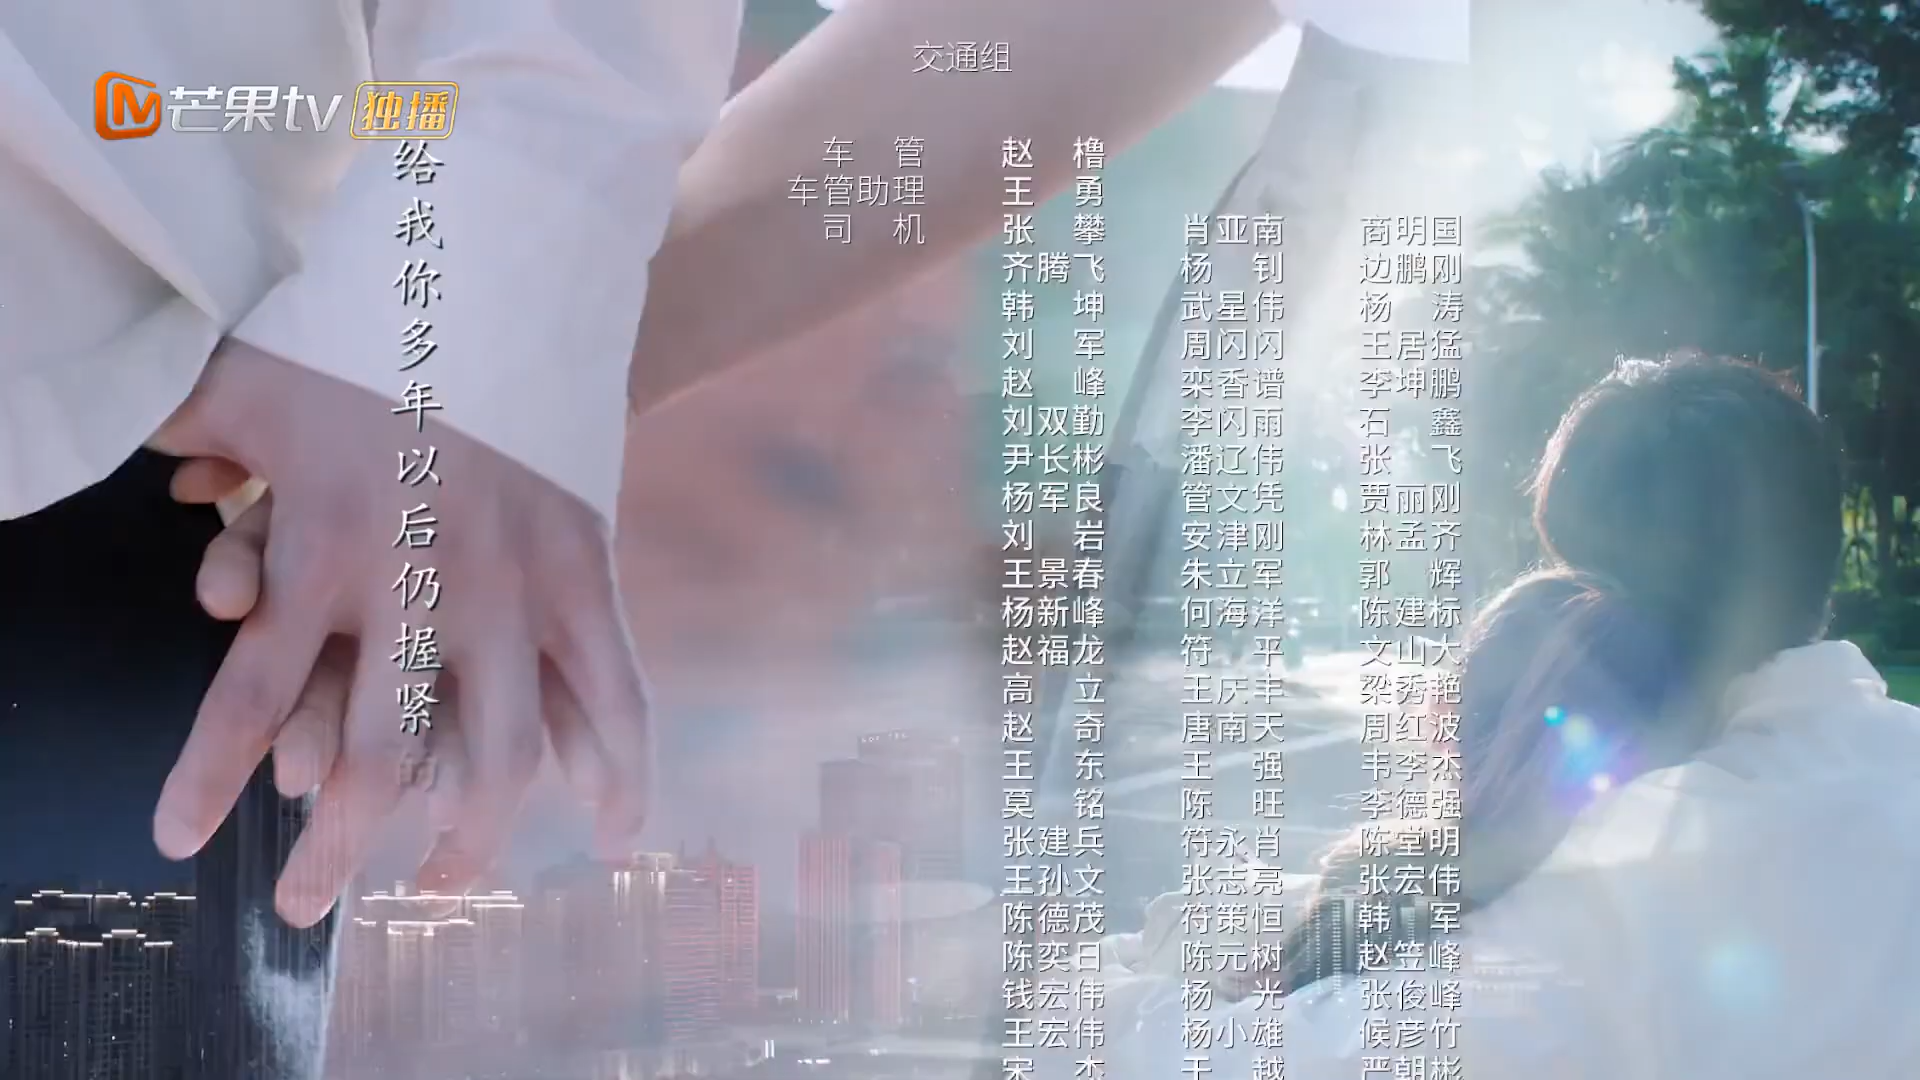 交通组
芒果tv 独播
给我你多年以后仍握紧的
车管 赵橹
车管助理 王勇
司机 张攀 肖亚南 商明国
齐腾飞 杨钊 边鹏刚
韩坤 武星伟 杨涛
刘军 周闪闪 王居猛
赵峰 栾香谱 李坤鹏
刘双勤 李闪雨 石鑫
尹长彬 潘辽伟 张飞
杨军良 管文凭 贾丽刚
刘岩 安津刚 林孟齐
王景春 朱立军 郭辉
杨新峰 何海洋 陈建标
赵福龙 符平 文山大
高立 王庆丰 梁秀艳
赵奇 唐南天 周红波
王东 王强 韦李杰
莫铭 陈旺 李德强
张建兵 符永肖 陈堂明
王孙文 张志亮 张宏伟
陈德茂 符策恒 韩军
陈奕日 陈元树 赵笠峰
钱宏伟 杨光 张俊峰
王宏伟 杨小雄 候彦竹
宋杰 严朝彬